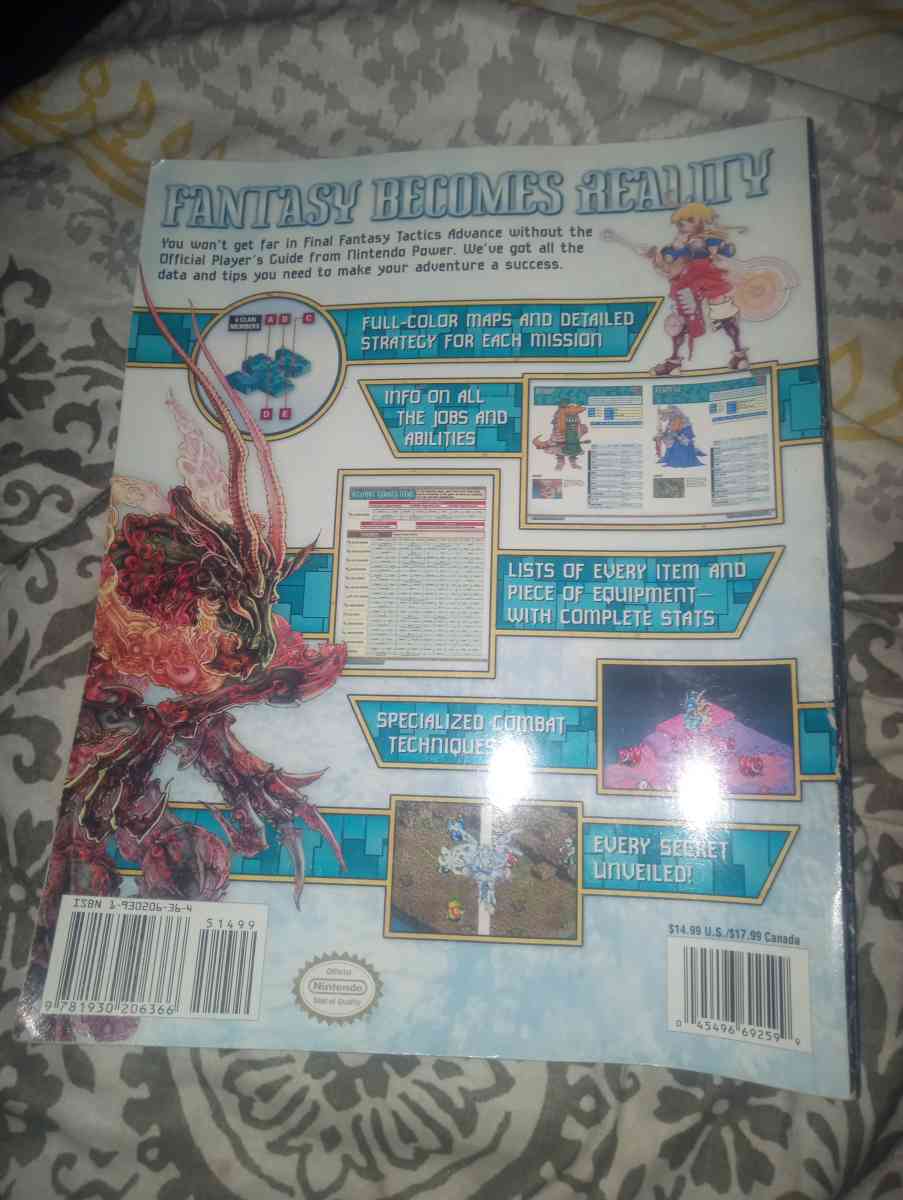 FANTASY BECOMES REALITY
You won't get far in Final Fantasy Tactics Advance without the
Official Player's Guide from Nintendo Power. We've got all the
data and tips you need to make your adventure a success.
6 CLAN
MEMBERS
A B C
D E
FULL-COLOR MAPS AND DETAILED
STRATEGY FOR EACH MISSION
INFO ON ALL
THE JOBS AND
ABILITIES
LISTS OF EVERY ITEM AND
PIECE OF EQUIPMENT—
WITH COMPLETE STATS
SPECIALIZED COMBAT
TECHNIQUES
EVERY SECRET
UNVEILED!
ISBN 1-930206-36-4
51499
9 781930 206366
Official
Nintendo
Seal of Quality
$14.99 U.S./$17.99 Canada
0 45496 69259 9